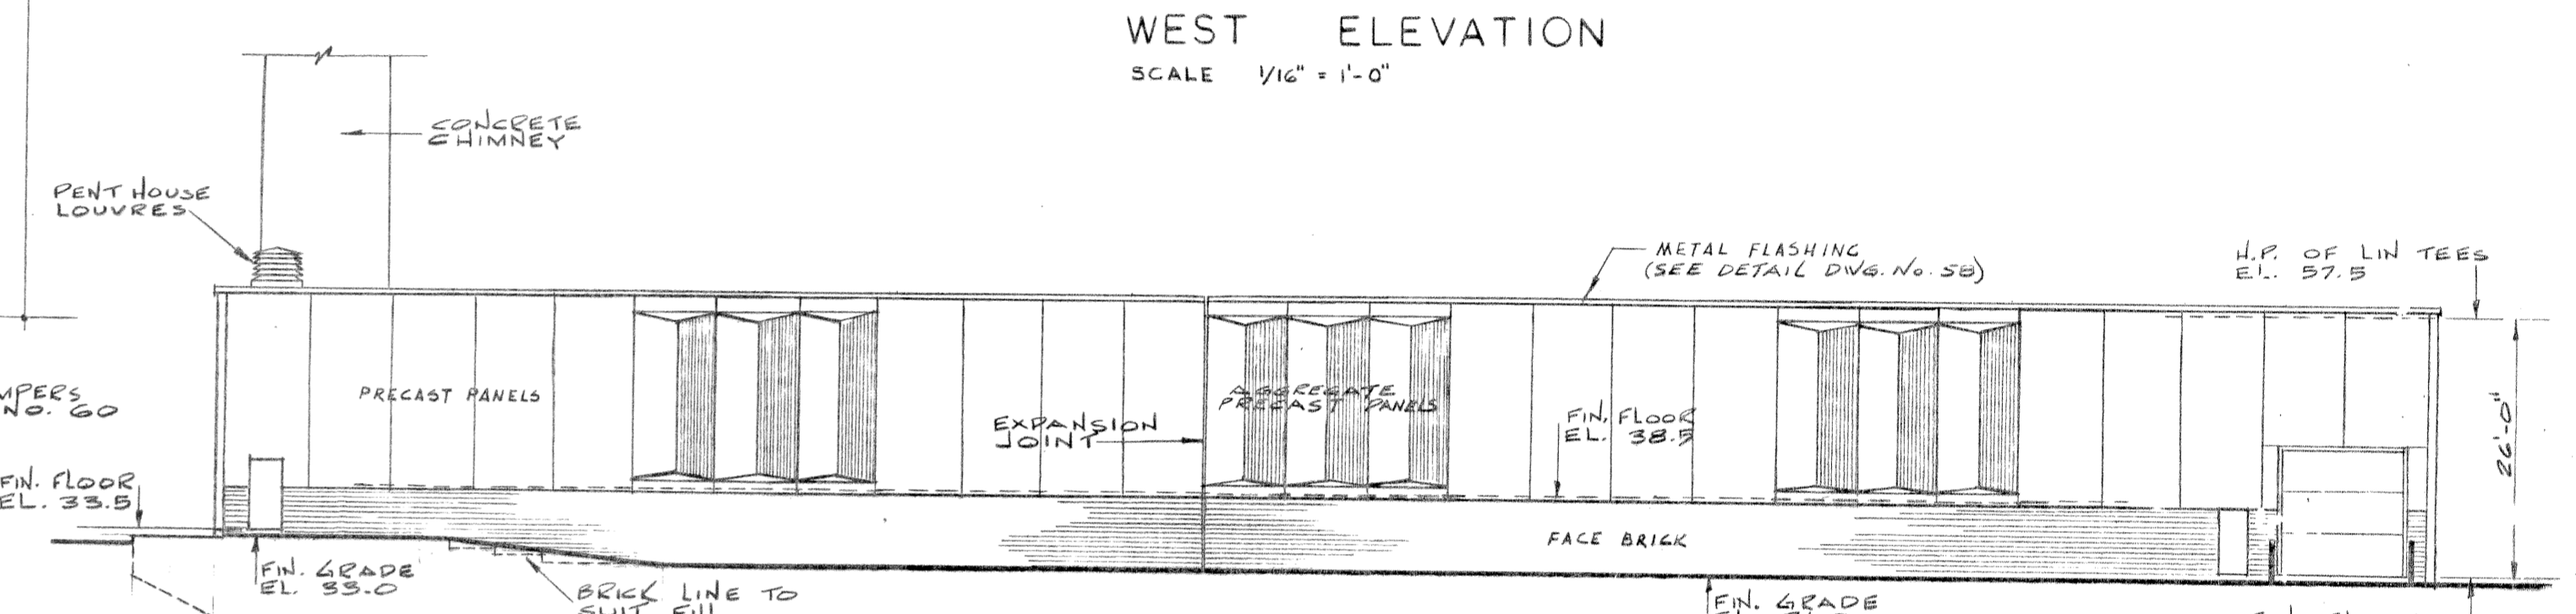 WEST ELEVATION
SCALE 1/16" = 1'-0"
CONCRETE
CHIMNEY
PENT HOUSE
LOUVRES
METAL FLASHING
(SEE DETAIL DWG. No. 58)
H.P. OF LIN TEES
EL. 57.5
PRECAST PANELS
AGGREGATE
PRECAST PANELS
EXPANSION
JOINT
FIN. FLOOR
EL. 38.5
26'-0"
MPERS
NO. 60
FIN. FLOOR
EL. 33.5
FACE BRICK
FIN. GRADE
EL. 33.0
BRICK LINE TO
SUIT FILL
FIN. GRADE